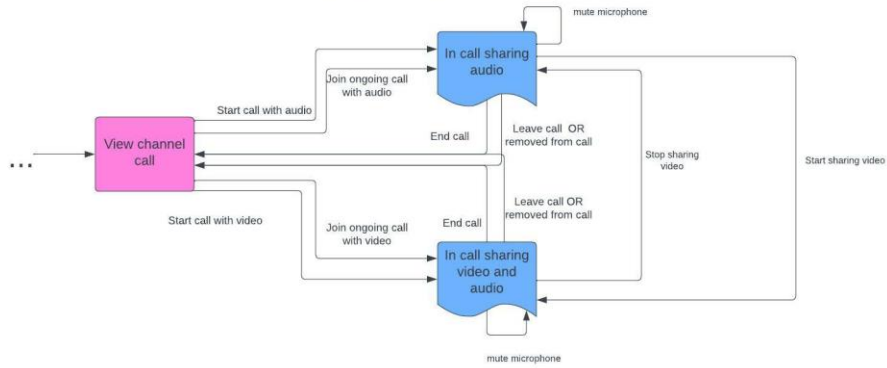 mute microphone
In call sharing
audio
Join ongoing call
with audio
Start call with audio
End call
Leave call OR
removed from call
View channel
call
...
Stop sharing
video
Start sharing video
Leave call OR
removed from call
Start call with video
Join ongoing call
with video
End call
In call sharing
video and
audio
mute microphone